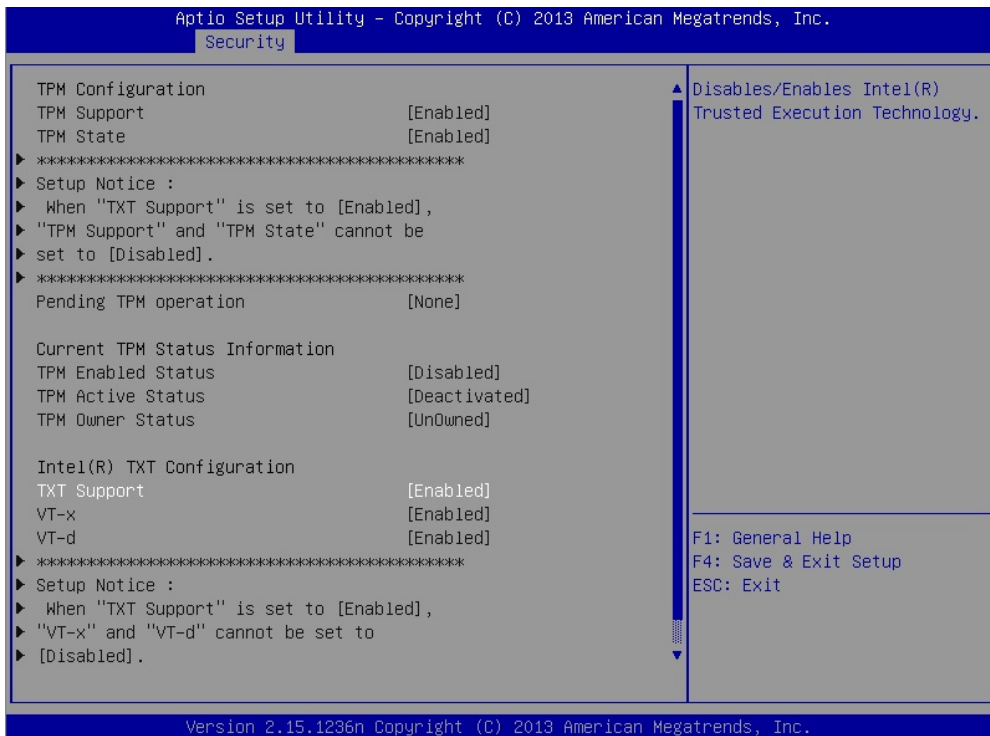 Aptio Setup Utility – Copyright (C) 2013 American Megatrends, Inc.
Security
TPM Configuration
TPM Support [Enabled]
TPM State [Enabled]
*******************************************
Setup Notice :
When "TXT Support" is set to [Enabled],
"TPM Support" and "TPM State" cannot be
set to [Disabled].
*******************************************
Pending TPM operation [None]
Current TPM Status Information
TPM Enabled Status [Disabled]
TPM Active Status [Deactivated]
TPM Owner Status [UnOwned]
Intel(R) TXT Configuration
TXT Support [Enabled]
VT-x [Enabled]
VT-d [Enabled]
*******************************************
Setup Notice :
When "TXT Support" is set to [Enabled],
"VT-x" and "VT-d" cannot be set to
[Disabled].
Disables/Enables Intel(R)
Trusted Execution Technology.
F1: General Help
F4: Save & Exit Setup
ESC: Exit
Version 2.15.1236n Copyright (C) 2013 American Megatrends, Inc.